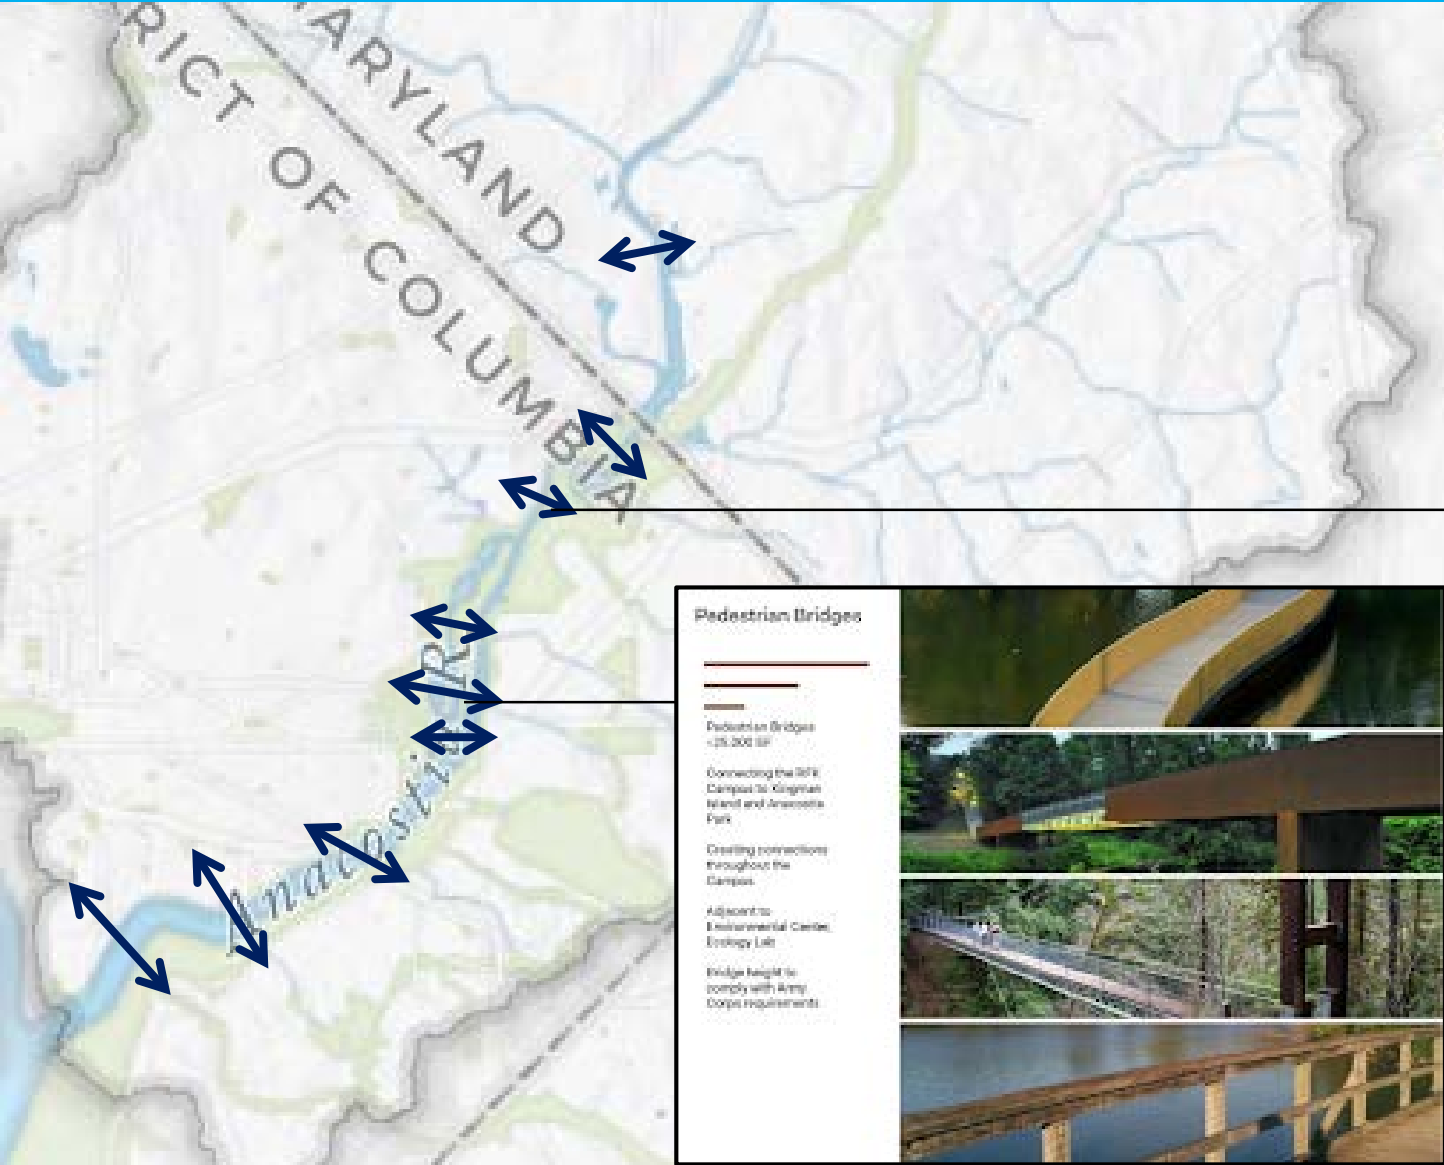 MARYLAND
RICT OF COLUMBIA
Anacostia R
Pedestrian Bridges
Pedestrian Bridges
~25,000 SF
Connecting the RFK
Campus to Kingman
Island and Anacostia
Park
Creating connections
throughout the
Campus
Adjacent to
Environmental Center,
Ecology Lab
Bridge height to
comply with Army
Corps requirements